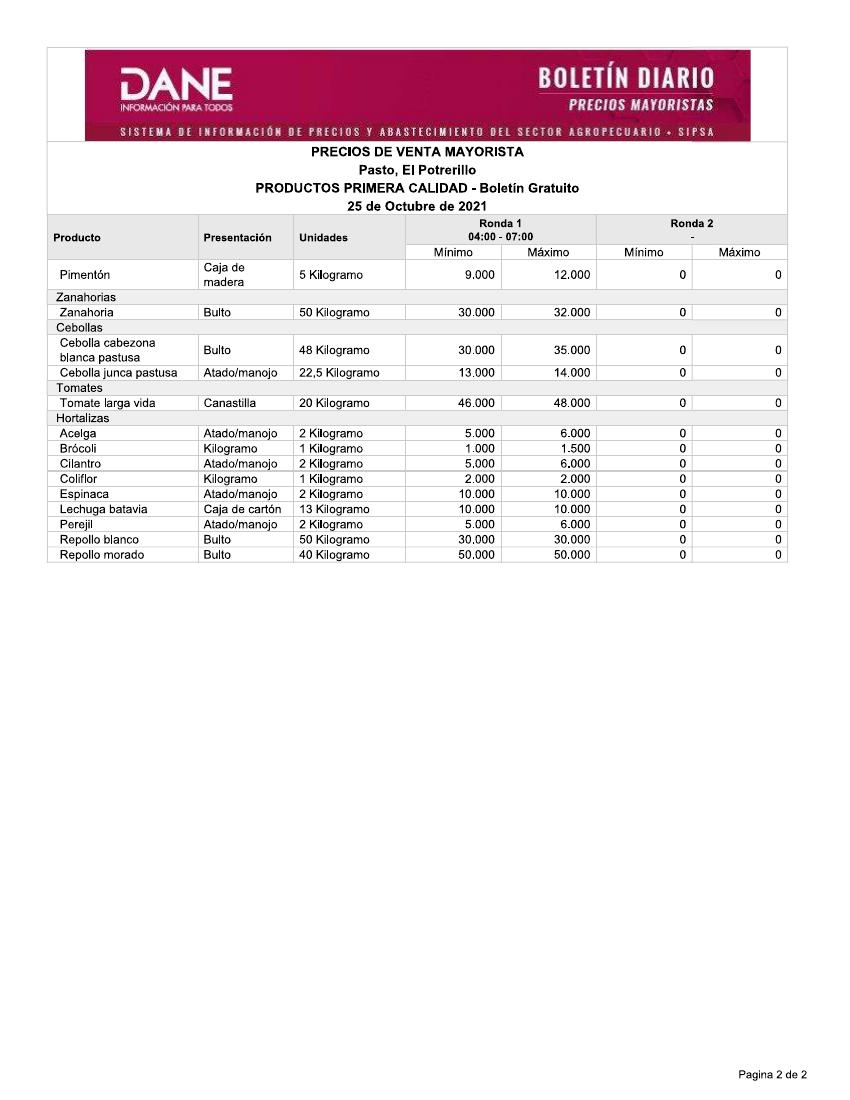 DANE
INFORMACIÓN PARA TODOS
BOLETÍN DIARIO
PRECIOS MAYORISTAS
SISTEMA DE INFORMACIÓN DE PRECIOS Y ABASTECIMIENTO DEL SECTOR AGROPECUARIO • SIPSA
PRECIOS DE VENTA MAYORISTA
Pasto, El Potrerillo
PRODUCTOS PRIMERA CALIDAD - Boletín Gratuito
25 de Octubre de 2021
Producto Presentación Unidades Ronda 1 Ronda 2
04:00 - 07:00 -
Mínimo Máximo Mínimo Máximo
Pimentón Caja de madera 5 Kilogramo 9.000 12.000 0 0
Zanahorias
Zanahoria Bulto 50 Kilogramo 30.000 32.000 0 0
Cebollas
Cebolla cabezona blanca pastusa Bulto 48 Kilogramo 30.000 35.000 0 0
Cebolla junca pastusa Atado/manojo 22,5 Kilogramo 13.000 14.000 0 0
Tomates
Tomate larga vida Canastilla 20 Kilogramo 46.000 48.000 0 0
Hortalizas
Acelga Atado/manojo 2 Kilogramo 5.000 6.000 0 0
Brócoli Kilogramo 1 Kilogramo 1.000 1.500 0 0
Cilantro Atado/manojo 2 Kilogramo 5.000 6.000 0 0
Coliflor Kilogramo 1 Kilogramo 2.000 2.000 0 0
Espinaca Atado/manojo 2 Kilogramo 10.000 10.000 0 0
Lechuga batavia Caja de cartón 13 Kilogramo 10.000 10.000 0 0
Perejil Atado/manojo 2 Kilogramo 5.000 6.000 0 0
Repollo blanco Bulto 50 Kilogramo 30.000 30.000 0 0
Repollo morado Bulto 40 Kilogramo 50.000 50.000 0 0
Pagina 2 de 2